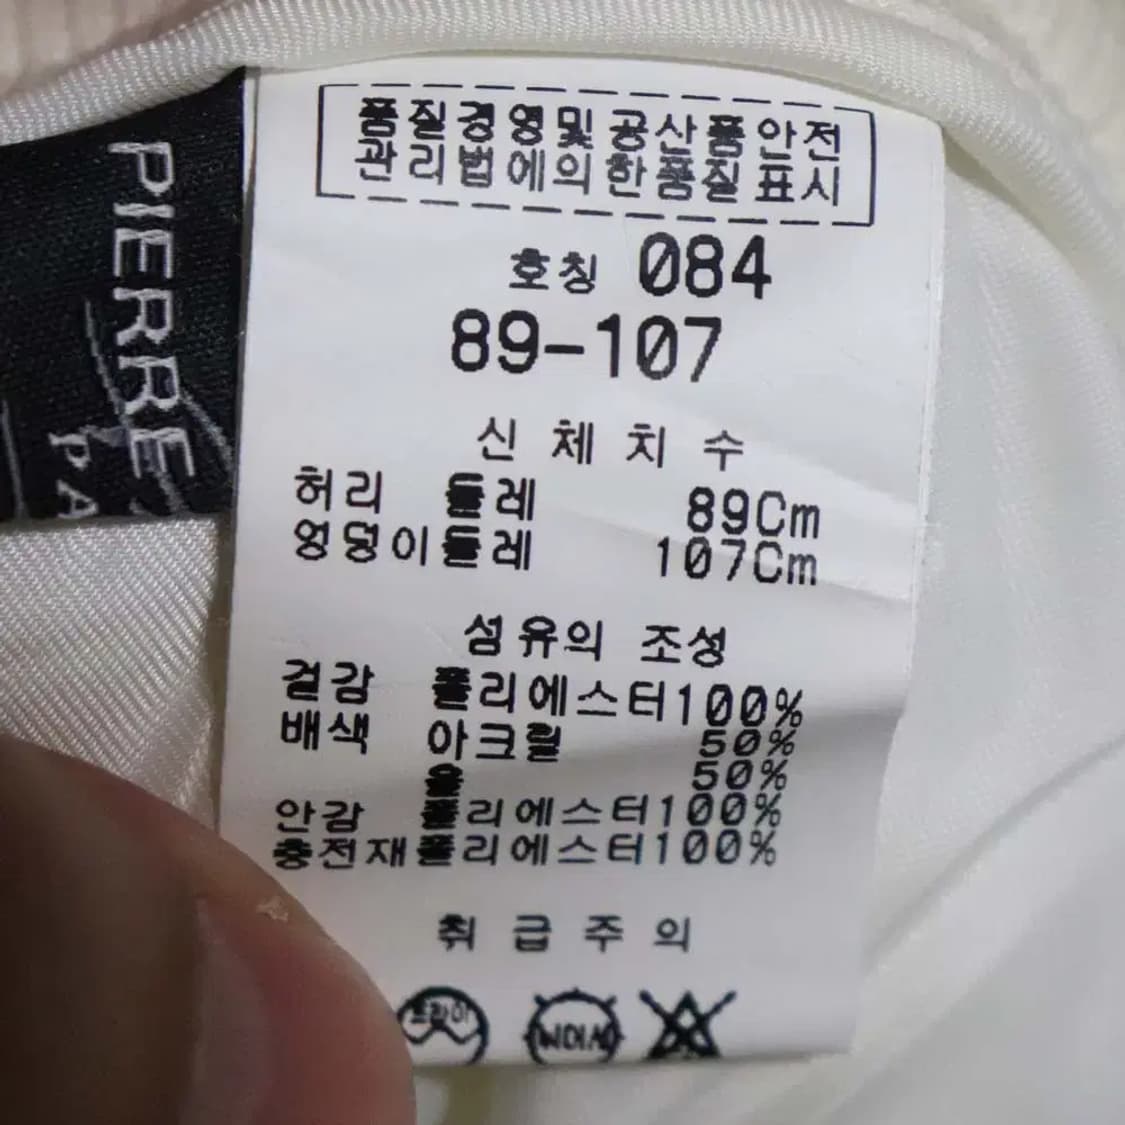 품질경영및공산품안전
관리법에의한품질표시
호칭 084
89-107
신 체 치 수
허리 둘레 89Cm
엉덩이둘레 107Cm
섬유의 조성
겉감 폴리에스터100%
배색 아크릴 50%
울 50%
안감 폴리에스터100%
충전재폴리에스터100%
취 급 주 의
드라이
PIERRE
PA